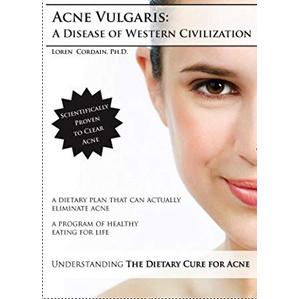 Acne Vulgaris:
A Disease of Western Civilization
Loren Cordain, Ph.D.
Scientifically
Proven
to Clear
Acne
A DIETARY PLAN THAT CAN ACTUALLY
ELIMINATE ACNE
A PROGRAM OF HEALTHY
EATING FOR LIFE
Understanding The Dietary Cure for Acne